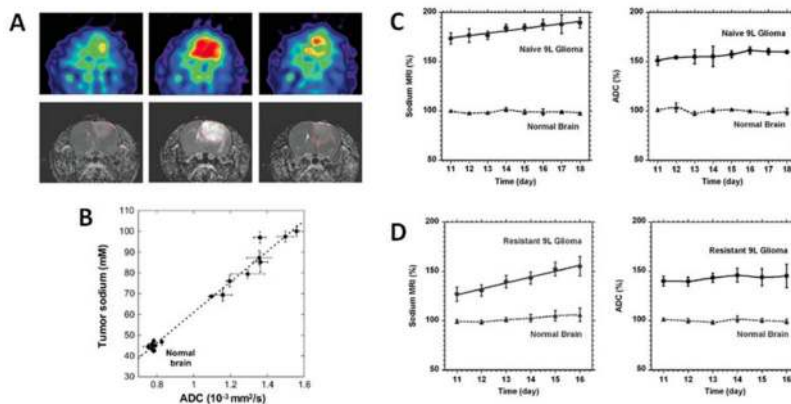 A
B
Tumor sodium (mM)
110
100
90
80
70
60
50
40
30
Normal
brain
0.8
1.0
1.2
1.4
1.6
ADC (10⁻³ mm²/s)
C
Sodium MRI (%)
200
150
100
50
Naive 9L Glioma
Normal Brain
11 12 13 14 15 16 17 18
Time (day)
ADC (%)
200
150
100
50
Naive 9L Glioma
Normal Brain
11 12 13 14 15 16 17 18
Time (day)
D
Sodium MRI (%)
200
150
100
50
Resistant 9L Glioma
Normal Brain
11 12 13 14 15 16
Time (day)
ADC (%)
200
150
100
50
Resistant 9L Glioma
Normal Brain
11 12 13 14 15 16
Time (day)